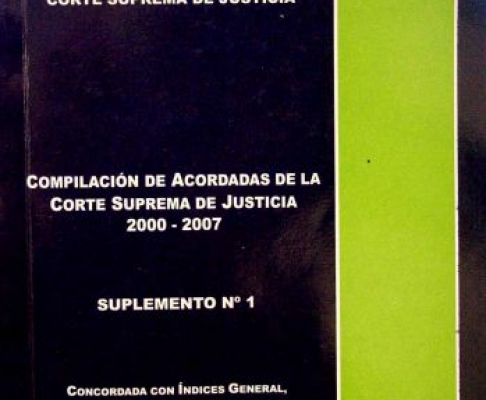 CORTE SUPREMA DE JUSTICIA
COMPILACIÓN DE ACORDADAS DE LA
CORTE SUPREMA DE JUSTICIA
2000 - 2007
SUPLEMENTO Nº 1
CONCORDADA CON ÍNDICES GENERAL,